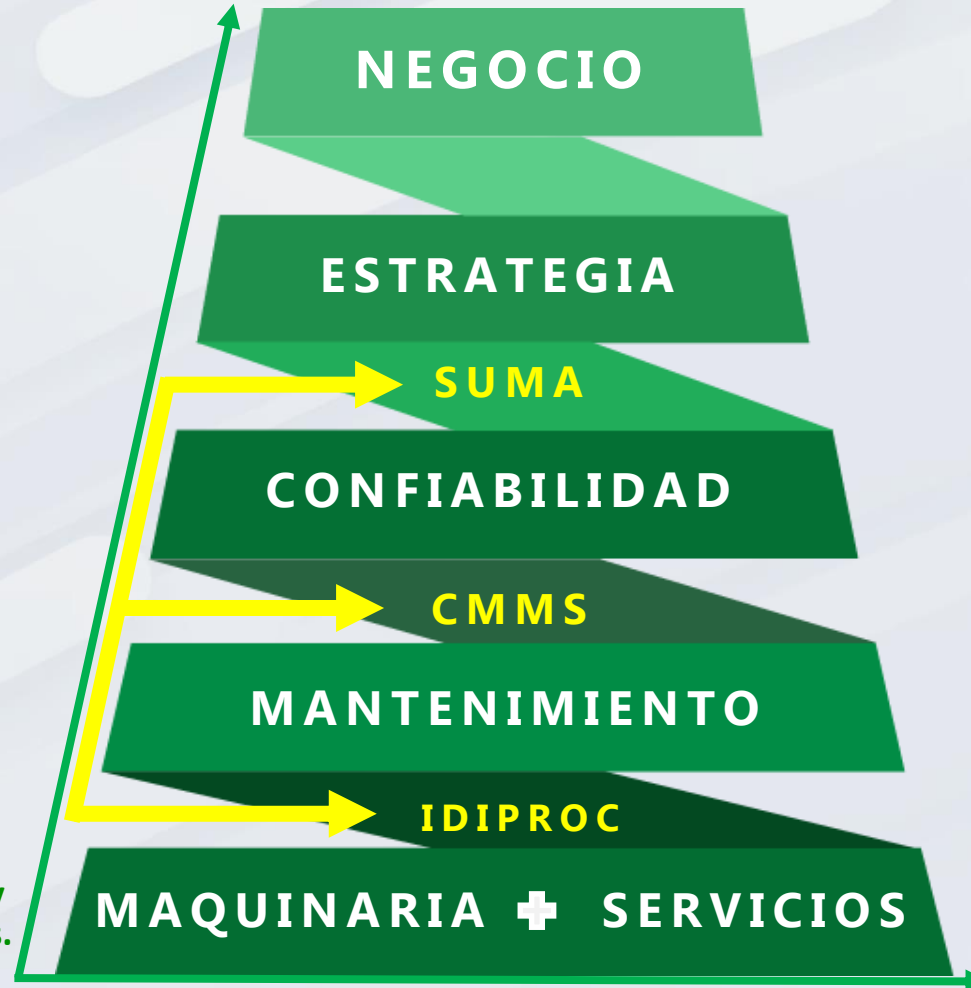 NEGOCIO
ESTRATEGIA
SUMA
CONFIABILIDAD
CMMS
MANTENIMIENTO
IDIPROC
MAQUINARIA + SERVICIOS